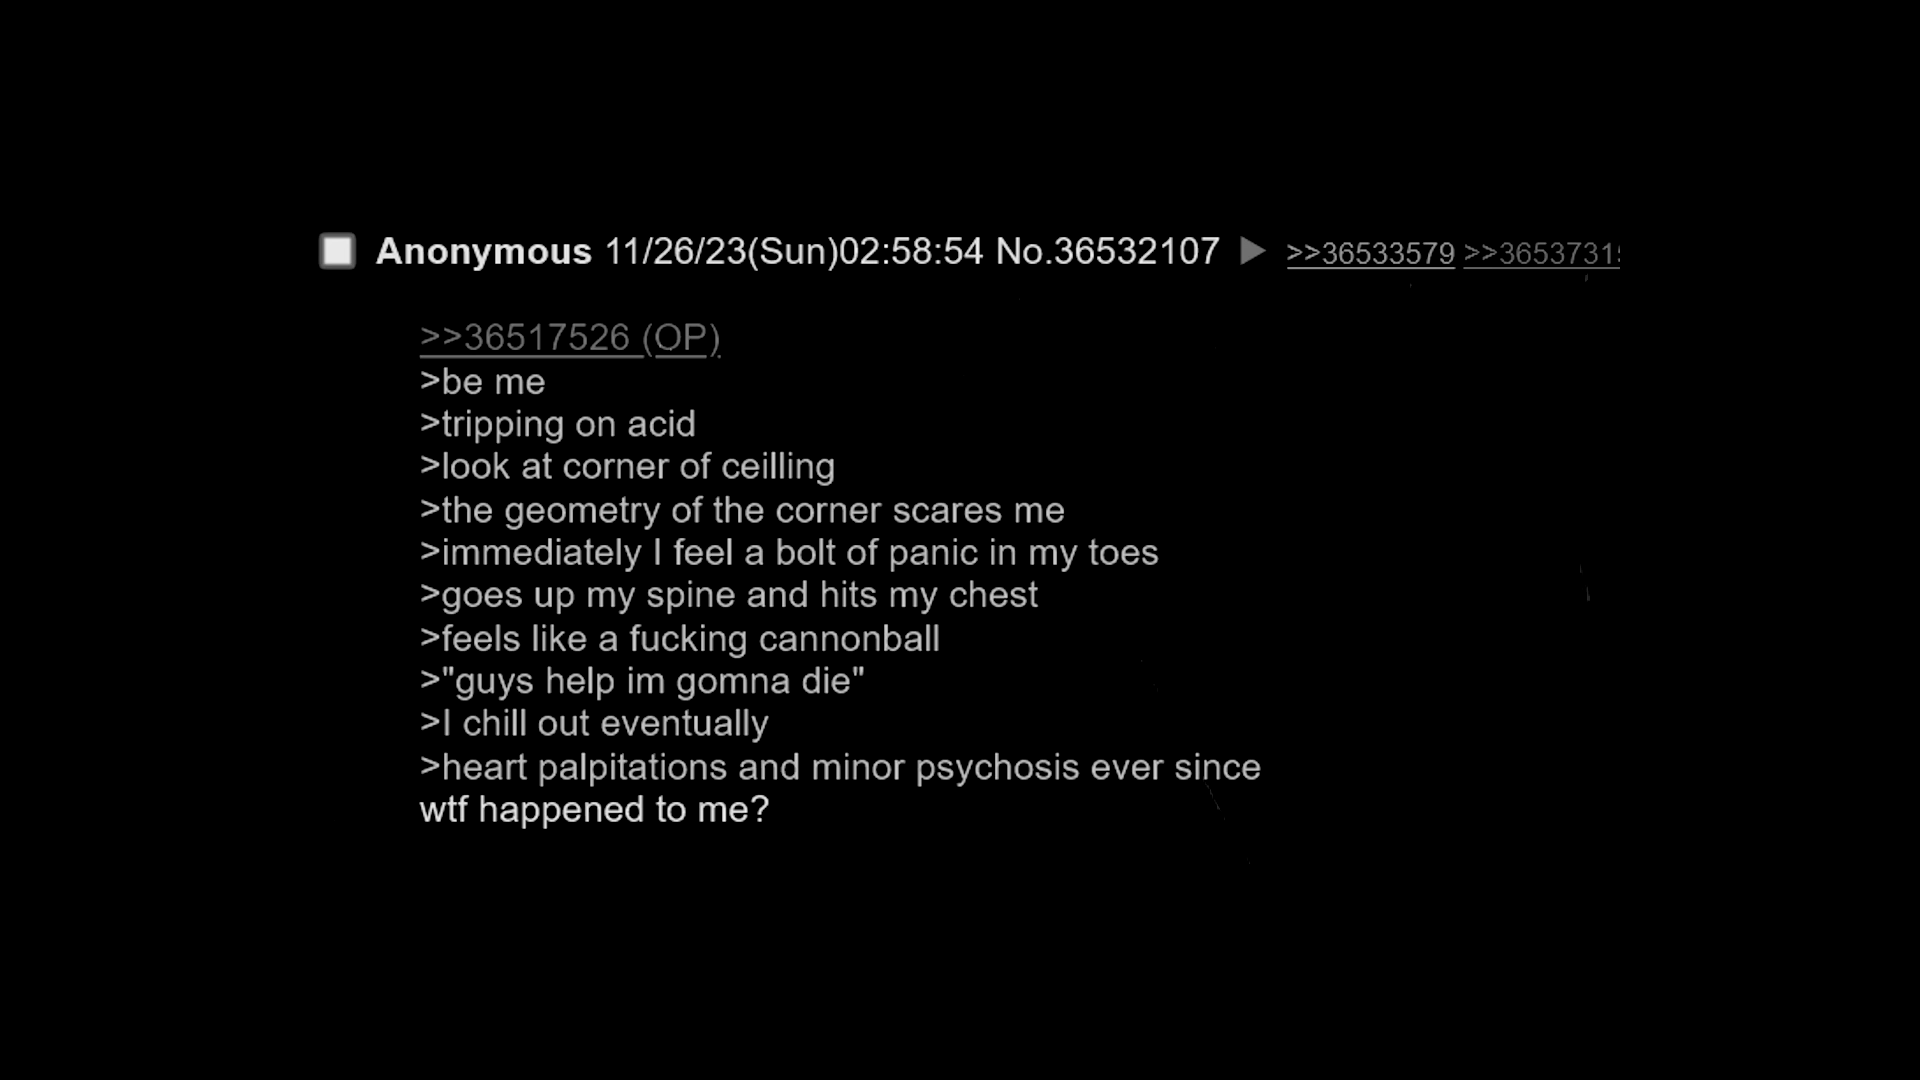 Anonymous 11/26/23(Sun)02:58:54 No.36532107 ▶ >>36533579 >>3653731
>>36517526 (OP)
>be me
>tripping on acid
>look at corner of ceilling
>the geometry of the corner scares me
>immediately I feel a bolt of panic in my toes
>goes up my spine and hits my chest
>feels like a fucking cannonball
>"guys help im gomna die"
>I chill out eventually
>heart palpitations and minor psychosis ever since
wtf happened to me?